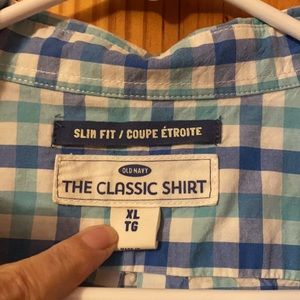 SLIM FIT / COUPE ÉTROITE
OLD NAVY
THE CLASSIC SHIRT
XL
TG